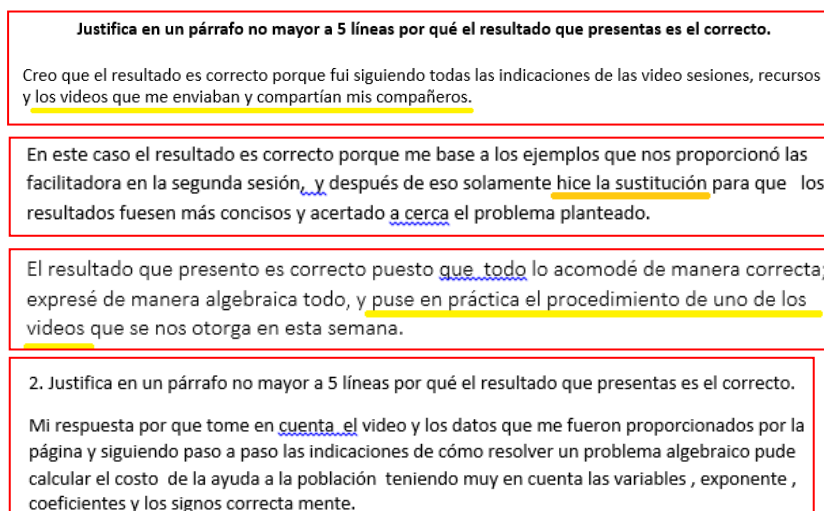 Justifica en un párrafo no mayor a 5 líneas por qué el resultado que presentas es el correcto.
Creo que el resultado es correcto porque fui siguiendo todas las indicaciones de las video sesiones, recursos
y los videos que me enviaban y compartían mis compañeros.
En este caso el resultado es correcto porque me base a los ejemplos que nos proporcionó las
facilitadora en la segunda sesión, y después de eso solamente hice la sustitución para que los
resultados fuesen más concisos y acertado a cerca el problema planteado.
El resultado que presento es correcto puesto que todo lo acomodé de manera correcta;
expresé de manera algebraica todo, y puse en práctica el procedimiento de uno de los
videos que se nos otorga en esta semana.
2. Justifica en un párrafo no mayor a 5 líneas por qué el resultado que presentas es el correcto.
Mi respuesta por que tome en cuenta el video y los datos que me fueron proporcionados por la
página y siguiendo paso a paso las indicaciones de cómo resolver un problema algebraico pude
calcular el costo de la ayuda a la población teniendo muy en cuenta las variables , exponente ,
coeficientes y los signos correcta mente.